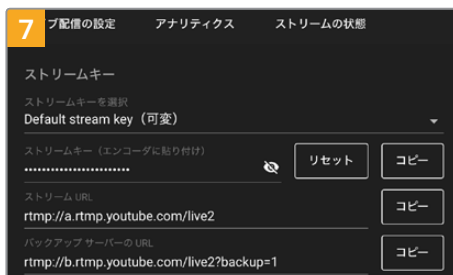 7
イブ配信の設定 アナリティクス ストリームの状態
ストリームキー
ストリームキーを選択
Default stream key（可変）
ストリームキー（エンコーダに貼り付け）
························ リセット コピー
ストリーム URL
rtmp://a.rtmp.youtube.com/live2 コピー
バックアップ サーバーの URL
rtmp://b.rtmp.youtube.com/live2?backup=1 コピー